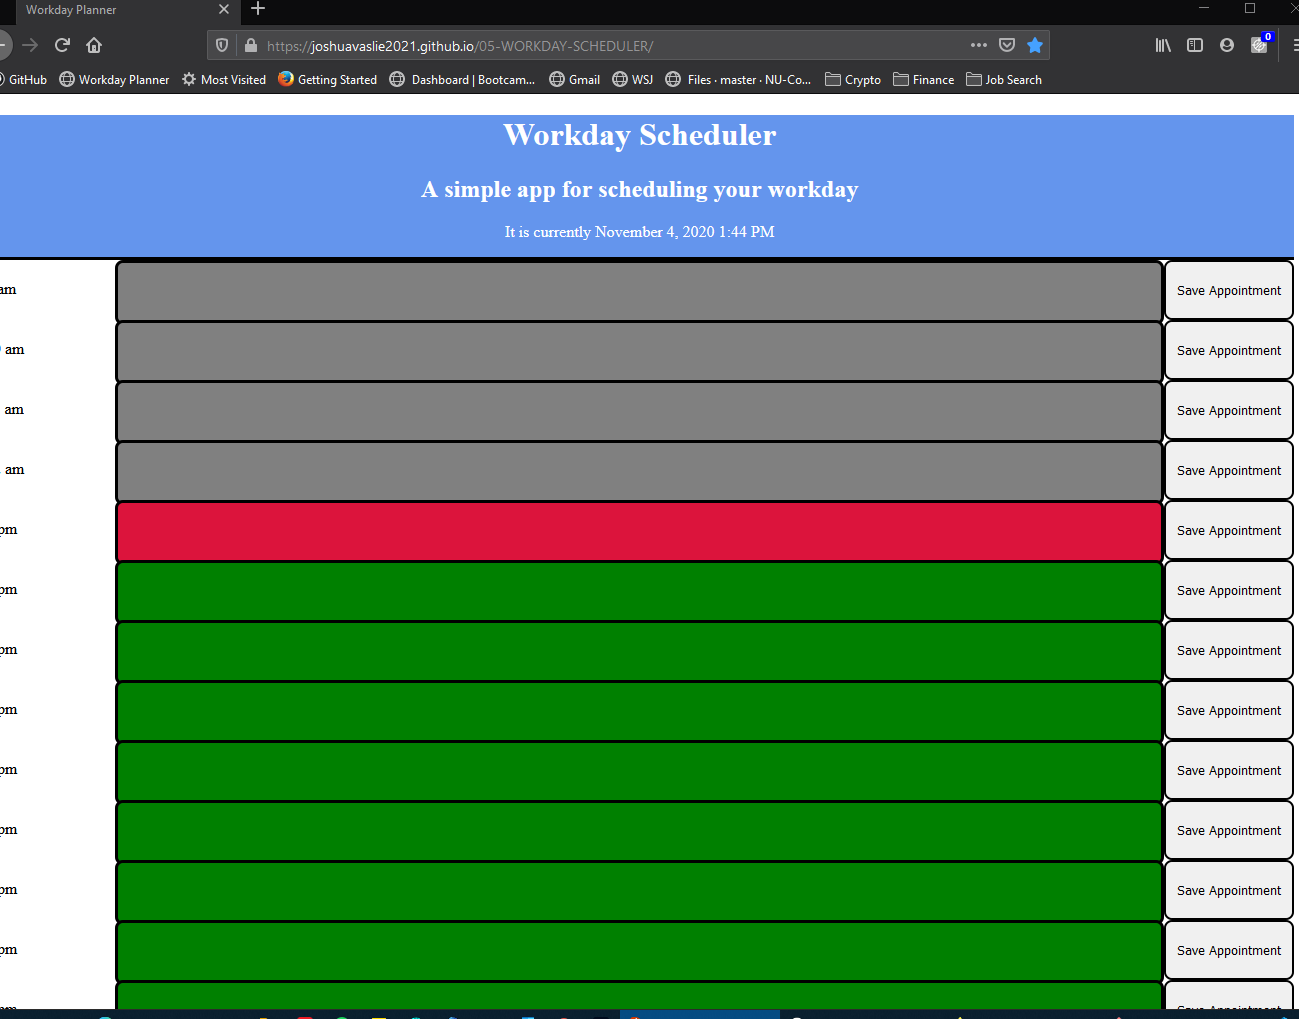 Workday Planner
https://joshuavaslie2021.github.io/05-WORKDAY-SCHEDULER/
0
GitHub Workday Planner Most Visited Getting Started Dashboard | Bootcam... Gmail WSJ Files · master · NU-Co... Crypto Finance Job Search
Workday Scheduler
A simple app for scheduling your workday
It is currently November 4, 2020 1:44 PM
am Save Appointment
am Save Appointment
am Save Appointment
am Save Appointment
pm Save Appointment
pm Save Appointment
pm Save Appointment
pm Save Appointment
pm Save Appointment
pm Save Appointment
pm Save Appointment
pm Save Appointment
Save Appointment